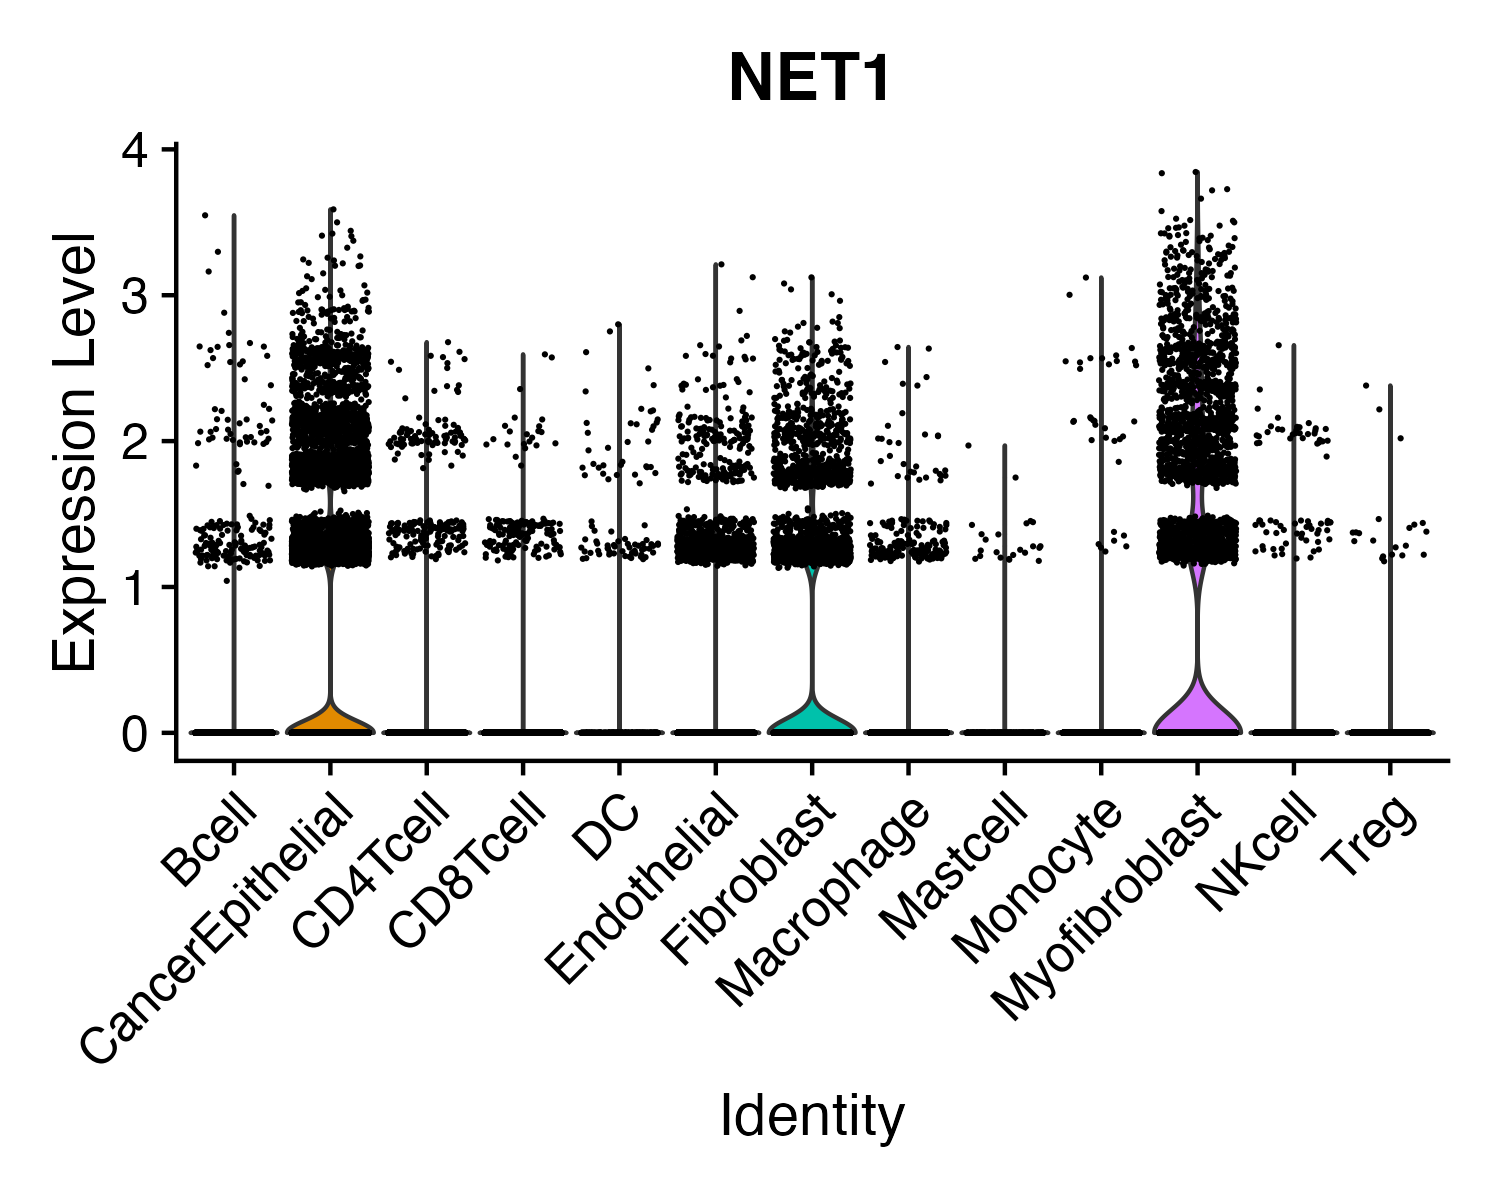 NET1
Expression Level
4
3
2
1
0
Bcell
CancerEpithelial
CD4Tcell
CD8Tcell
DC
Endothelial
Fibroblast
Macrophage
Mastcell
Monocyte
Myofibroblast
NKcell
Treg
Identity